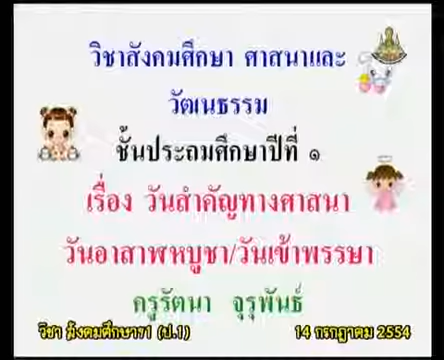 วิชาสังคมศึกษา ศาสนาและ
วัฒนธรรม
ชั้นประถมศึกษาปีที่ ๑
เรื่อง วันสำคัญทางศาสนา
วันอาสาฬหบูชา/วันเข้าพรรษา
ครูรัตนา จุรุพันธ์
วิชา สังคมศึกษาฯ1 (ป.1)
14 กรกฎาคม 2554